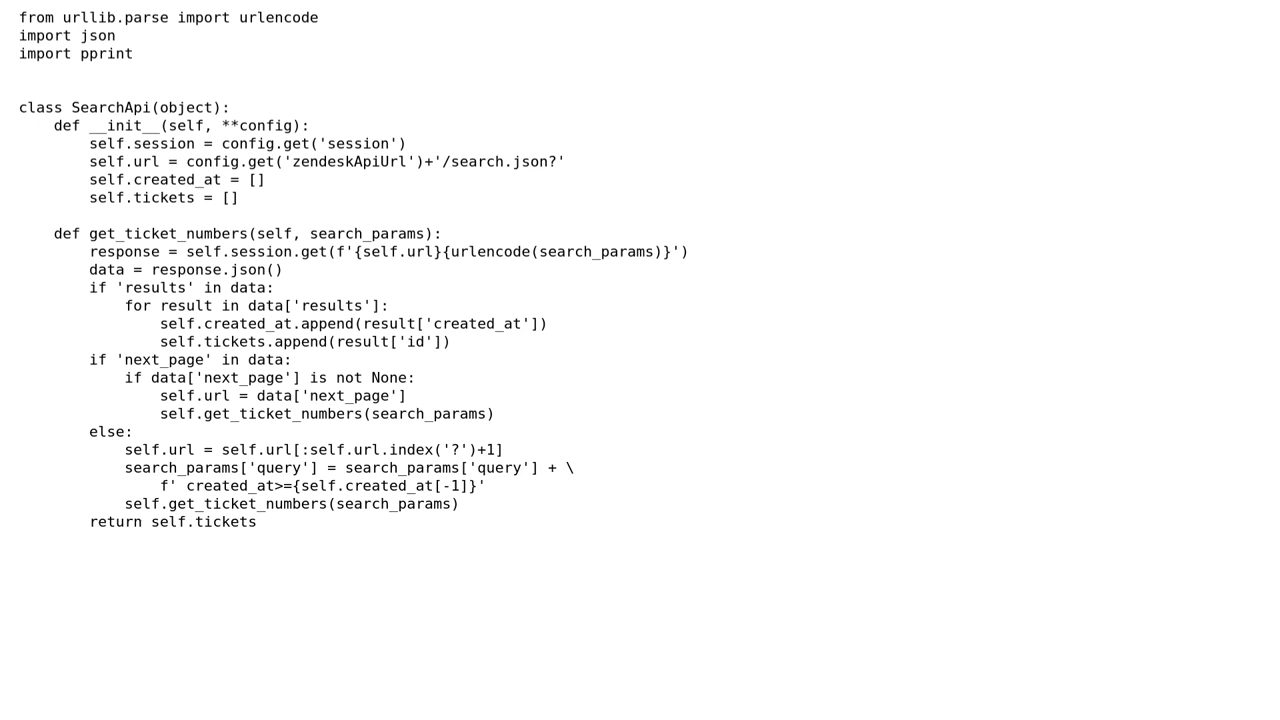 from urllib.parse import urlencode
import json
import pprint


class SearchApi(object):
    def __init__(self, **config):
        self.session = config.get('session')
        self.url = config.get('zendeskApiUrl')+'/search.json?'
        self.created_at = []
        self.tickets = []

    def get_ticket_numbers(self, search_params):
        response = self.session.get(f'{self.url}{urlencode(search_params)}')
        data = response.json()
        if 'results' in data:
            for result in data['results']:
                self.created_at.append(result['created_at'])
                self.tickets.append(result['id'])
        if 'next_page' in data:
            if data['next_page'] is not None:
                self.url = data['next_page']
                self.get_ticket_numbers(search_params)
        else:
            self.url = self.url[:self.url.index('?')+1]
            search_params['query'] = search_params['query'] + \
                f' created_at>={self.created_at[-1]}'
            self.get_ticket_numbers(search_params)
        return self.tickets